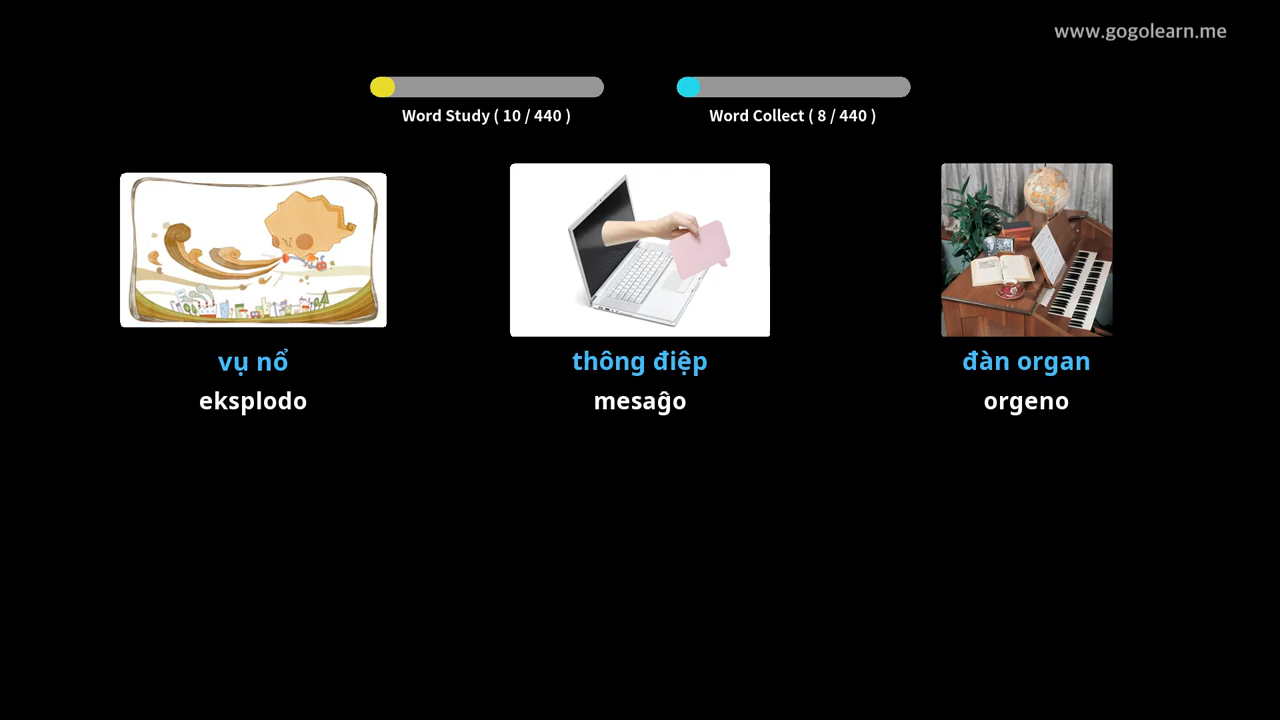 www.gogolearn.me
Word Study ( 10 / 440 )
Word Collect ( 8 / 440 )
vụ nổ
eksplodo
thông điệp
mesaĝo
đàn organ
orgeno